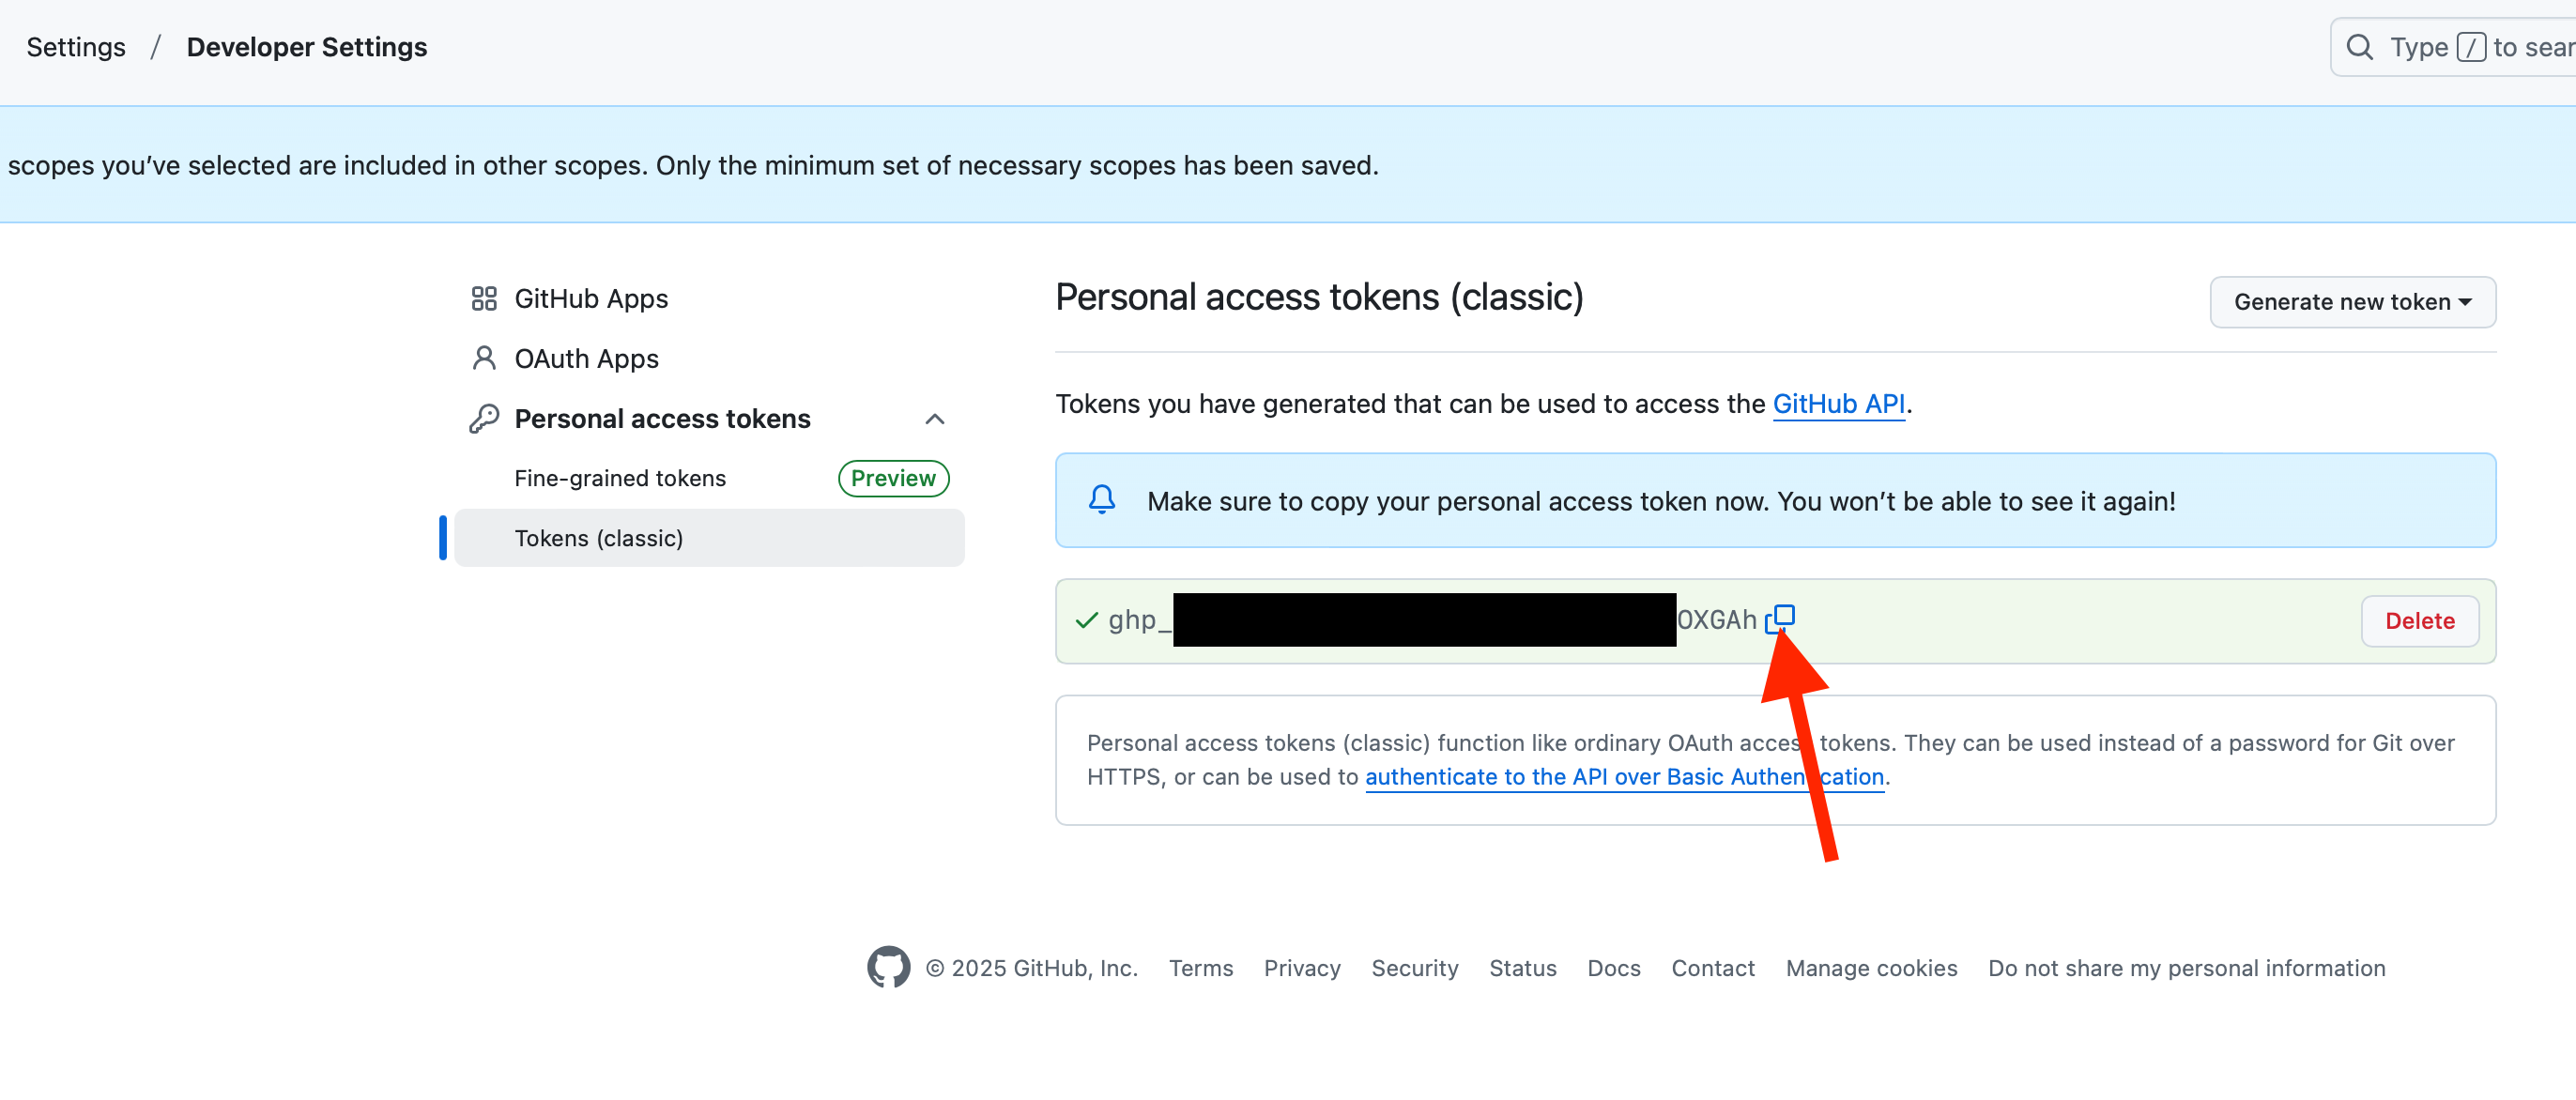 Settings / Developer Settings
Type / to sear
scopes you’ve selected are included in other scopes. Only the minimum set of necessary scopes has been saved.
GitHub Apps
OAuth Apps
Personal access tokens
Fine-grained tokens Preview
Tokens (classic)
Personal access tokens (classic)
Generate new token
Tokens you have generated that can be used to access the GitHub API.
Make sure to copy your personal access token now. You won’t be able to see it again!
ghp_ OXGAh
Delete
Personal access tokens (classic) function like ordinary OAuth access tokens. They can be used instead of a password for Git over
HTTPS, or can be used to authenticate to the API over Basic Authentication.
© 2025 GitHub, Inc. Terms Privacy Security Status Docs Contact Manage cookies Do not share my personal information